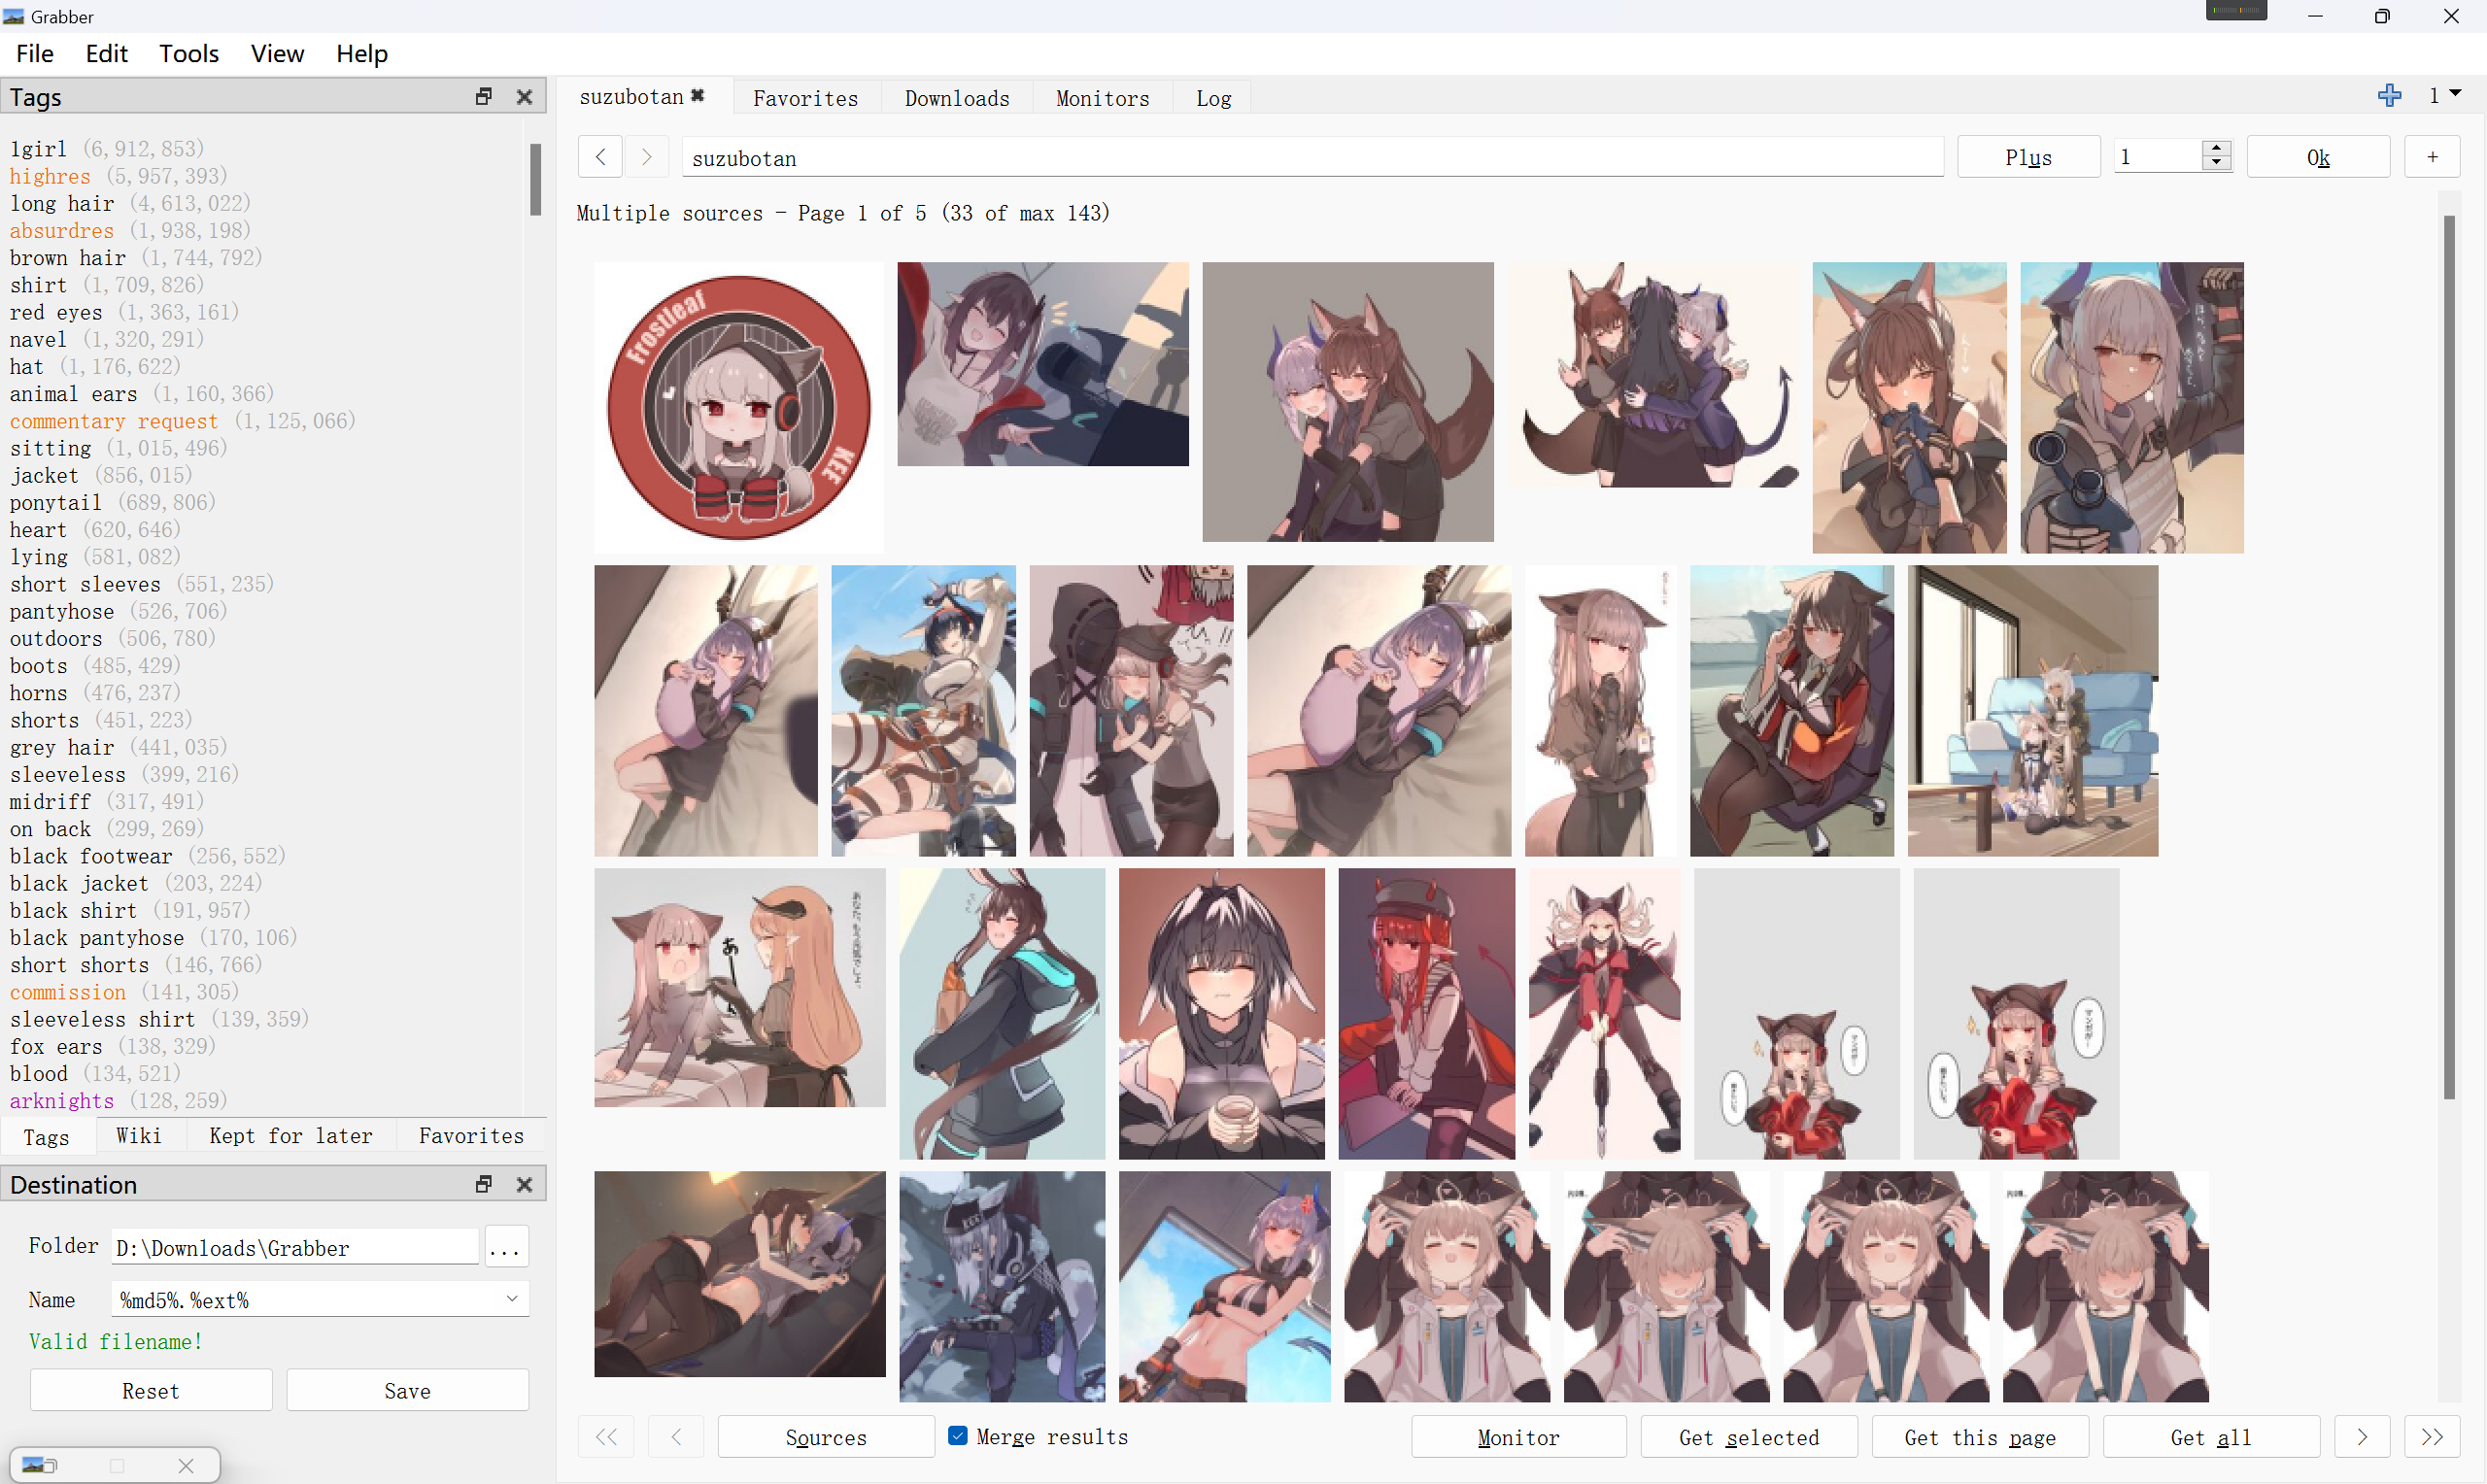 Grabber
File Edit Tools View Help
Tags
1girl (6,912,853)
highres (5,957,393)
long hair (4,613,022)
absurdres (1,938,198)
brown hair (1,744,792)
shirt (1,709,826)
red eyes (1,363,161)
navel (1,320,291)
hat (1,176,622)
animal ears (1,160,366)
commentary request (1,125,066)
sitting (1,015,496)
jacket (856,015)
ponytail (689,806)
heart (620,646)
lying (581,082)
short sleeves (551,235)
pantyhose (526,706)
outdoors (506,780)
boots (485,429)
horns (476,237)
shorts (451,223)
grey hair (441,035)
sleeveless (399,216)
midriff (317,491)
on back (299,269)
black footwear (256,552)
black jacket (203,224)
black shirt (191,957)
black pantyhose (170,106)
short shorts (146,766)
commission (141,305)
sleeveless shirt (139,359)
fox ears (138,329)
blood (134,521)
arknights (128,259)
Tags Wiki Kept for later Favorites
Destination
Folder D:\Downloads\Grabber ...
Name %md5%.%ext%
Valid filename!
Reset Save
suzubotan Favorites Downloads Monitors Log 1
suzubotan Plus 1 Ok +
Multiple sources - Page 1 of 5 (33 of max 143)
Frostleaf
KEE
あ
Sources Merge results Monitor Get selected Get this page Get all